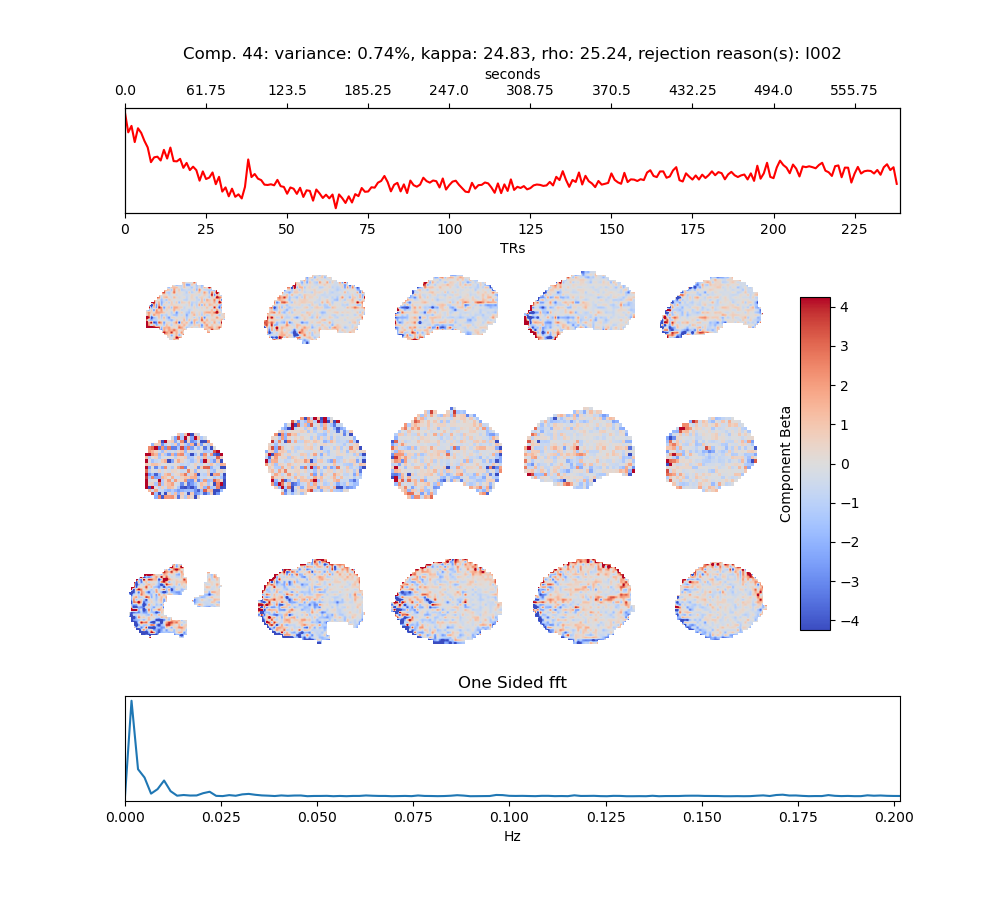 Comp. 44: variance: 0.74%, kappa: 24.83, rho: 25.24, rejection reason(s): I002
seconds
0.0 61.75 123.5 185.25 247.0 308.75 370.5 432.25 494.0 555.75
0 25 50 75 100 125 150 175 200 225
TRs
4
3
2
1
0
−1
−2
−3
−4
Component Beta
One Sided fft
0.000 0.025 0.050 0.075 0.100 0.125 0.150 0.175 0.200
Hz